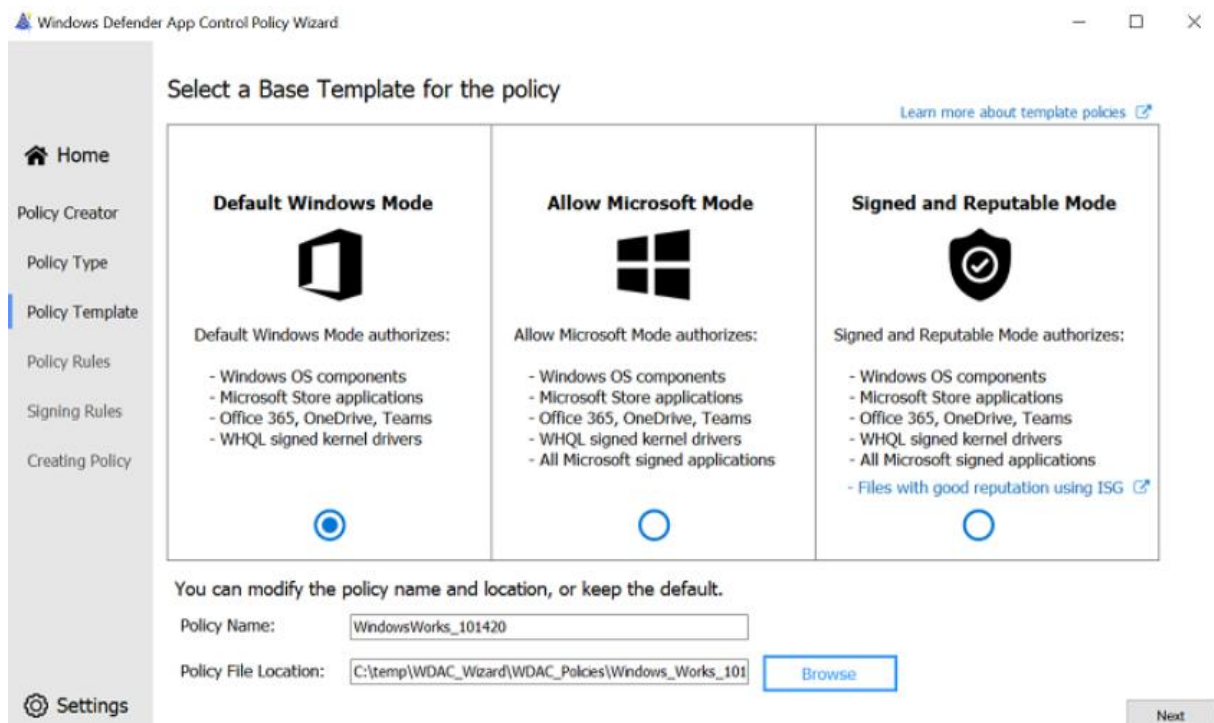 Windows Defender App Control Policy Wizard
Select a Base Template for the policy
Learn more about template policies
Home
Policy Creator
Policy Type
Policy Template
Policy Rules
Signing Rules
Creating Policy
Settings
Default Windows Mode
Default Windows Mode authorizes:
- Windows OS components
- Microsoft Store applications
- Office 365, OneDrive, Teams
- WHQL signed kernel drivers
Allow Microsoft Mode
Allow Microsoft Mode authorizes:
- Windows OS components
- Microsoft Store applications
- Office 365, OneDrive, Teams
- WHQL signed kernel drivers
- All Microsoft signed applications
Signed and Reputable Mode
Signed and Reputable Mode authorizes:
- Windows OS components
- Microsoft Store applications
- Office 365, OneDrive, Teams
- WHQL signed kernel drivers
- All Microsoft signed applications
- Files with good reputation using ISG
You can modify the policy name and location, or keep the default.
Policy Name: WindowsWorks_101420
Policy File Location: C:\temp\WDAC_Wizard\WDAC_Polcies\Windows_Works_101
Browse
Next